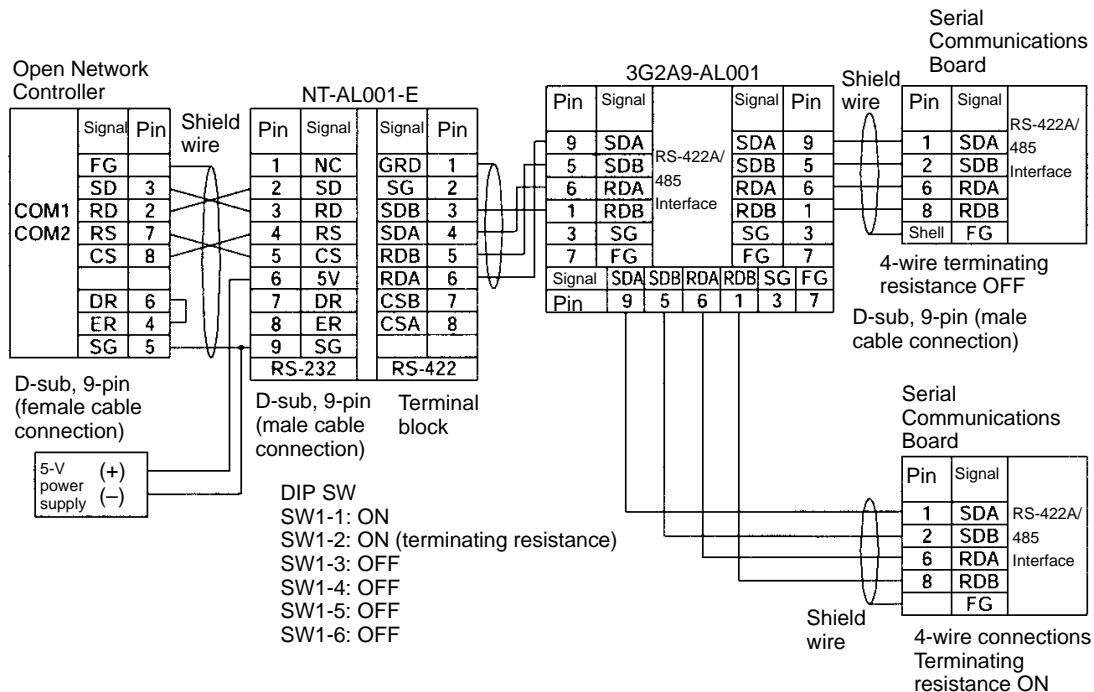 Open Network
Controller
Signal Pin
FG
SD 3
RD 2
RS 7
CS 8
DR 6
ER 4
SG 5
COM1
COM2
D-sub, 9-pin
(female cable
connection)
Shield
wire
5-V
power
supply
(+)
(–)
NT-AL001-E
Pin Signal Signal Pin
1 NC GRD 1
2 SD SG 2
3 RD SDB 3
4 RS SDA 4
5 CS RDB 5
6 5V RDA 6
7 DR CSB 7
8 ER CSA 8
9 SG
RS-232 RS-422
D-sub, 9-pin
(male cable
connection)
Terminal
block
DIP SW
SW1-1: ON
SW1-2: ON (terminating resistance)
SW1-3: OFF
SW1-4: OFF
SW1-5: OFF
SW1-6: OFF
3G2A9-AL001
Pin Signal Signal Pin
9 SDA SDA 9
5 SDB SDB 5
6 RDA RDA 6
1 RDB RDB 1
3 SG SG 3
7 FG FG 7
RS-422A/
485
Interface
Signal SDA SDB RDA RDB SG FG
Pin 9 5 6 1 3 7
Shield
wire
Serial
Communications
Board
Pin Signal
1 SDA
2 SDB
6 RDA
8 RDB
Shell FG
RS-422A/
485
Interface
4-wire terminating
resistance OFF
D-sub, 9-pin (male
cable connection)
Serial
Communications
Board
Pin Signal
1 SDA
2 SDB
6 RDA
8 RDB
FG
RS-422A/
485
Interface
Shield
wire
4-wire connections
Terminating
resistance ON